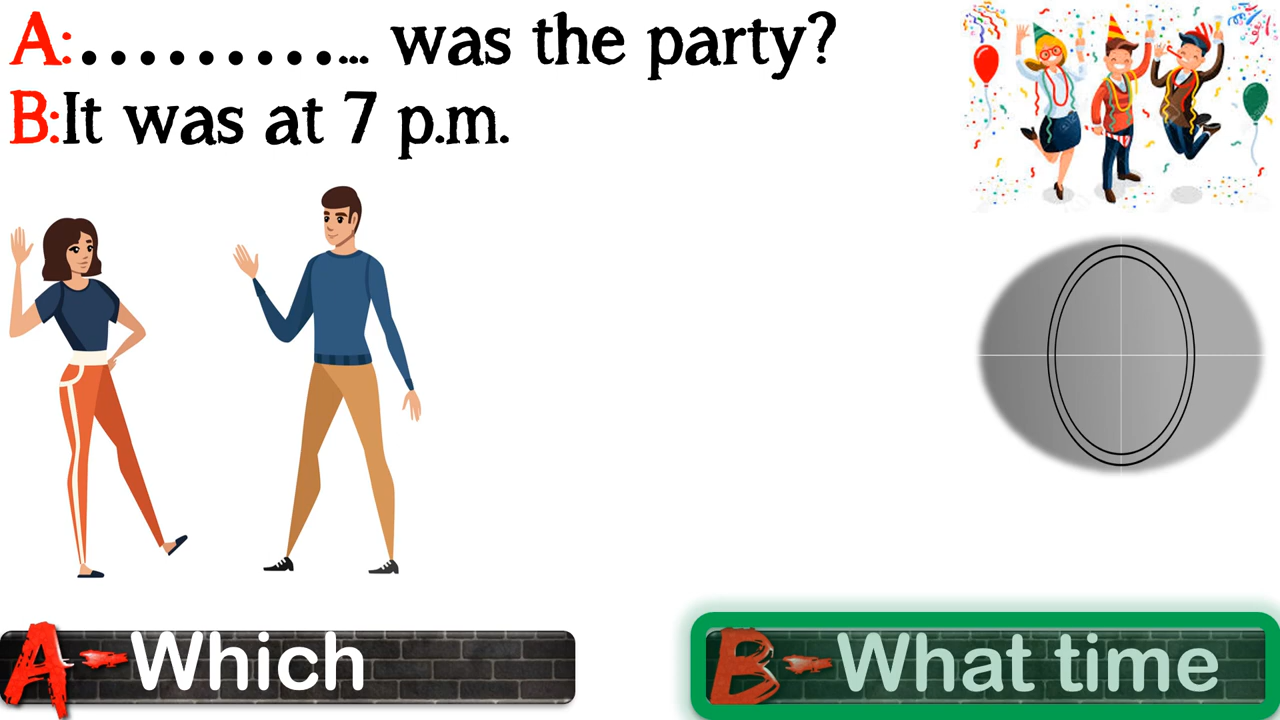 A:............ was the party?
B:It was at 7 p.m.
A-Which
B-What time